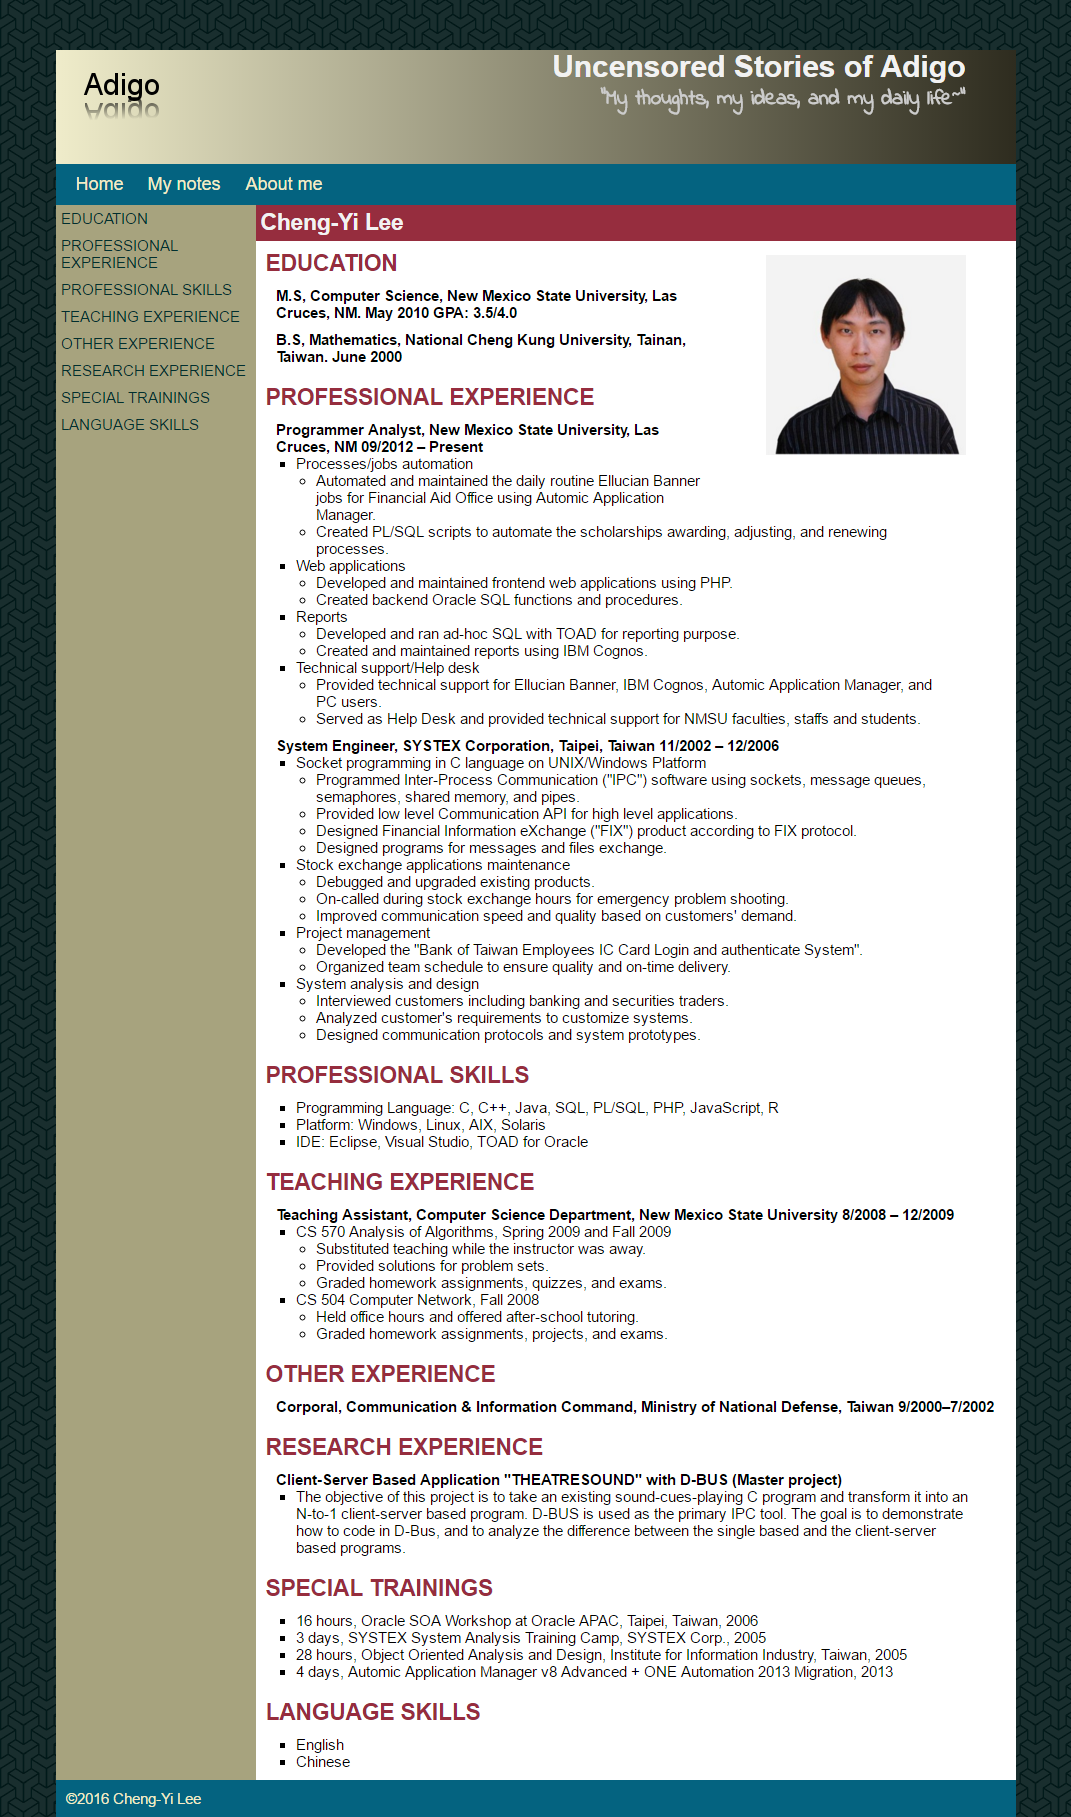 Adigo
Uncensored Stories of Adigo
"My thoughts, my ideas, and my daily life~"
Home My notes About me
EDUCATION
PROFESSIONAL
EXPERIENCE
PROFESSIONAL SKILLS
TEACHING EXPERIENCE
OTHER EXPERIENCE
RESEARCH EXPERIENCE
SPECIAL TRAININGS
LANGUAGE SKILLS
Cheng-Yi Lee
EDUCATION
M.S, Computer Science, New Mexico State University, Las
Cruces, NM. May 2010 GPA: 3.5/4.0
B.S, Mathematics, National Cheng Kung University, Tainan,
Taiwan. June 2000
PROFESSIONAL EXPERIENCE
Programmer Analyst, New Mexico State University, Las
Cruces, NM 09/2012 – Present
Processes/jobs automation
Automated and maintained the daily routine Ellucian Banner
jobs for Financial Aid Office using Automic Application
Manager.
Created PL/SQL scripts to automate the scholarships awarding, adjusting, and renewing
processes.
Web applications
Developed and maintained frontend web applications using PHP.
Created backend Oracle SQL functions and procedures.
Reports
Developed and ran ad-hoc SQL with TOAD for reporting purpose.
Created and maintained reports using IBM Cognos.
Technical support/Help desk
Provided technical support for Ellucian Banner, IBM Cognos, Automic Application Manager, and
PC users.
Served as Help Desk and provided technical support for NMSU faculties, staffs and students.
System Engineer, SYSTEX Corporation, Taipei, Taiwan 11/2002 – 12/2006
Socket programming in C language on UNIX/Windows Platform
Programmed Inter-Process Communication ("IPC") software using sockets, message queues,
semaphores, shared memory, and pipes.
Provided low level Communication API for high level applications.
Designed Financial Information eXchange ("FIX") product according to FIX protocol.
Designed programs for messages and files exchange.
Stock exchange applications maintenance
Debugged and upgraded existing products.
On-called during stock exchange hours for emergency problem shooting.
Improved communication speed and quality based on customers' demand.
Project management
Developed the "Bank of Taiwan Employees IC Card Login and authenticate System".
Organized team schedule to ensure quality and on-time delivery.
System analysis and design
Interviewed customers including banking and securities traders.
Analyzed customer's requirements to customize systems.
Designed communication protocols and system prototypes.
PROFESSIONAL SKILLS
Programming Language: C, C++, Java, SQL, PL/SQL, PHP, JavaScript, R
Platform: Windows, Linux, AIX, Solaris
IDE: Eclipse, Visual Studio, TOAD for Oracle
TEACHING EXPERIENCE
Teaching Assistant, Computer Science Department, New Mexico State University 8/2008 – 12/2009
CS 570 Analysis of Algorithms, Spring 2009 and Fall 2009
Substituted teaching while the instructor was away.
Provided solutions for problem sets.
Graded homework assignments, quizzes, and exams.
CS 504 Computer Network, Fall 2008
Held office hours and offered after-school tutoring.
Graded homework assignments, projects, and exams.
OTHER EXPERIENCE
Corporal, Communication & Information Command, Ministry of National Defense, Taiwan 9/2000–7/2002
RESEARCH EXPERIENCE
Client-Server Based Application "THEATRESOUND" with D-BUS (Master project)
The objective of this project is to take an existing sound-cues-playing C program and transform it into an
N-to-1 client-server based program. D-BUS is used as the primary IPC tool. The goal is to demonstrate
how to code in D-Bus, and to analyze the difference between the single based and the client-server
based programs.
SPECIAL TRAININGS
16 hours, Oracle SOA Workshop at Oracle APAC, Taipei, Taiwan, 2006
3 days, SYSTEX System Analysis Training Camp, SYSTEX Corp., 2005
28 hours, Object Oriented Analysis and Design, Institute for Information Industry, Taiwan, 2005
4 days, Automic Application Manager v8 Advanced + ONE Automation 2013 Migration, 2013
LANGUAGE SKILLS
English
Chinese
©2016 Cheng-Yi Lee